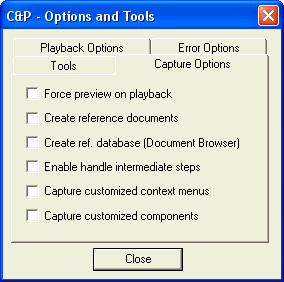 C&P - Options and Tools
Playback Options
Error Options
Tools
Capture Options
Force preview on playback
Create reference documents
Create ref. database (Document Browser)
Enable handle intermediate steps
Capture customized context menus
Capture customized components
Close